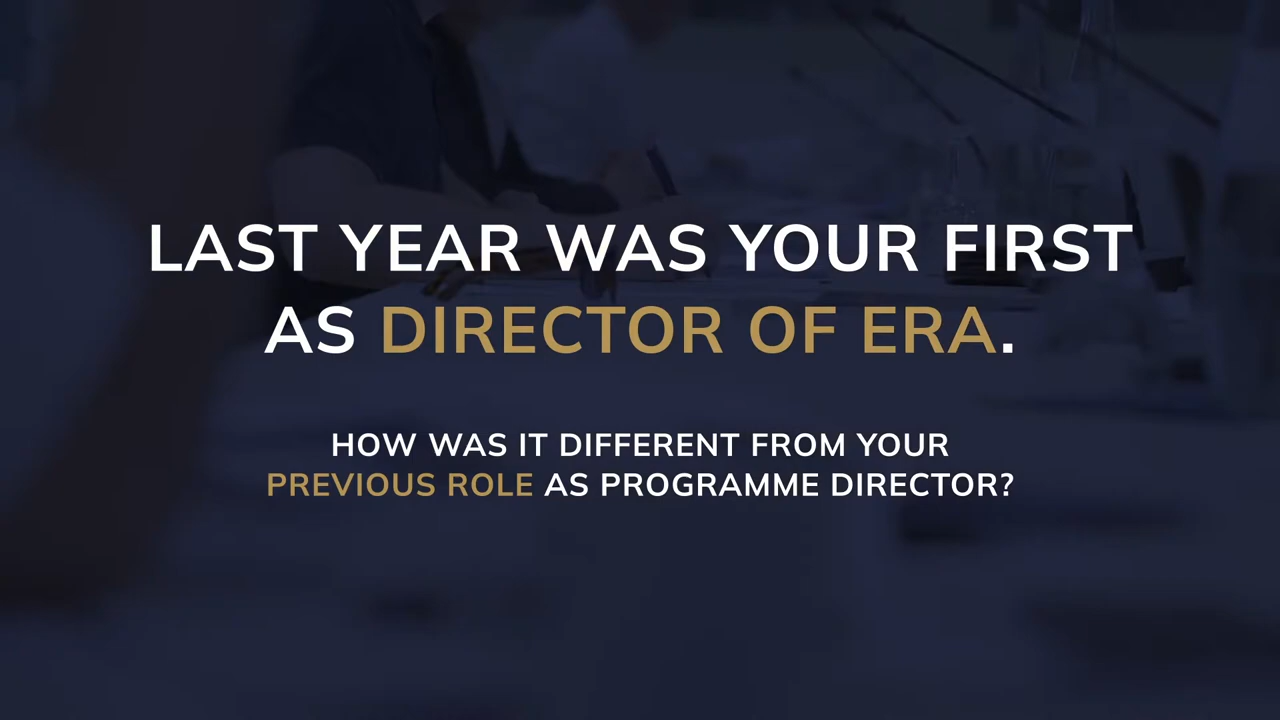 LAST YEAR WAS YOUR FIRST
AS DIRECTOR OF ERA.
HOW WAS IT DIFFERENT FROM YOUR
PREVIOUS ROLE AS PROGRAMME DIRECTOR?